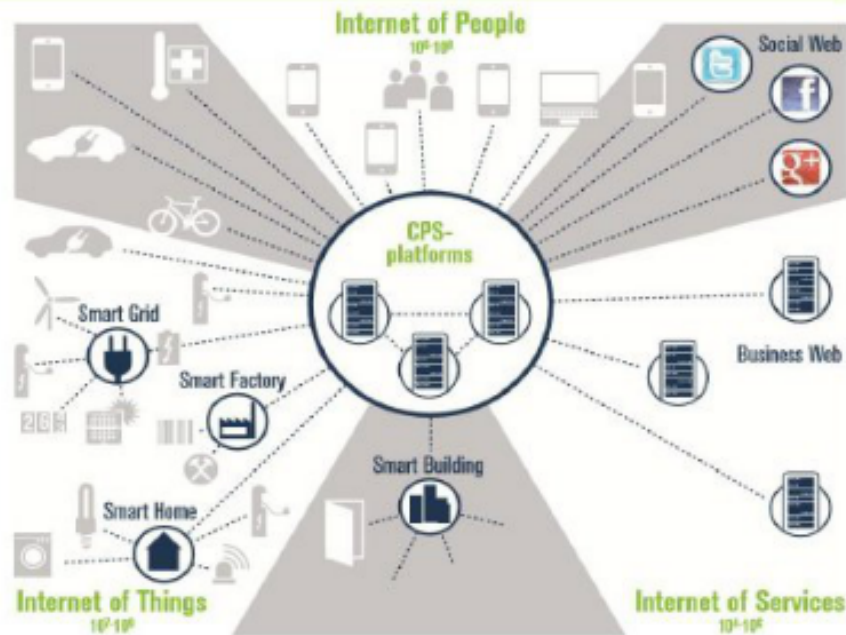 Internet of People
Social Web
CPS-
platforms
Smart Grid
Business Web
Smart Factory
Smart Building
Smart Home
Internet of Things
Internet of Services